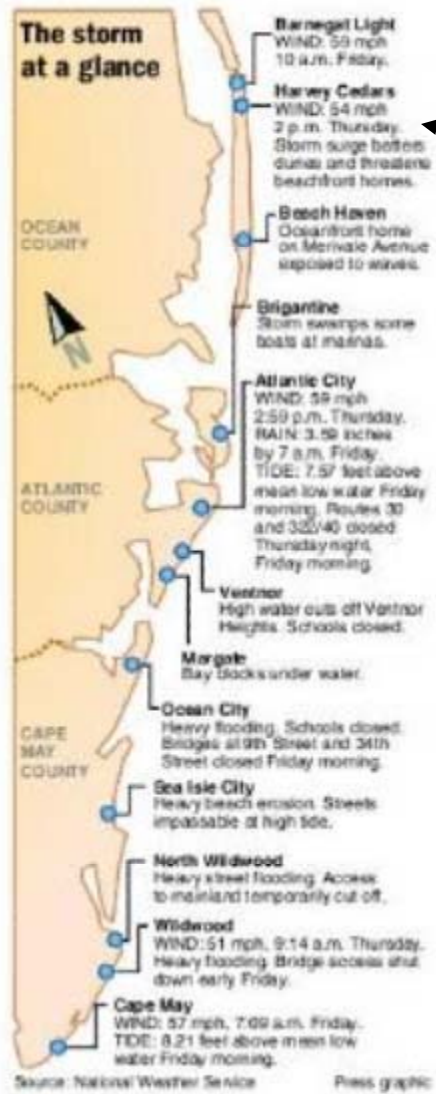 The storm
at a glance
Barnegat Light
WIND: 59 mph
10 a.m. Friday.
Harvey Cedars
WIND: 54 mph
2 p.m. Thursday.
Storm surge batters
dunes and threatens
beachfront homes.
Beach Haven
Oceanfront home
on Merivale Avenue
exposed to waves.
OCEAN
COUNTY
N
Brigantine
Storm swamps some
boats at marinas.
Atlantic City
WIND: 59 mph
2:59 p.m. Thursday.
RAIN: 3.59 inches
by 7 a.m. Friday.
TIDE: 7.57 feet above
mean low water Friday
morning. Routes 30
and 322/40 closed
Thursday night,
Friday morning.
ATLANTIC
COUNTY
Ventnor
High water cuts off Ventnor
Heights. Schools closed.
Margate
Bay blocks under water.
Ocean City
Heavy flooding. Schools closed.
Bridges at 9th Street and 34th
Street closed Friday morning.
CAPE
MAY
COUNTY
Sea Isle City
Heavy beach erosion. Streets
impassable at high tide.
North Wildwood
Heavy street flooding. Access
to mainland temporarily cut off.
Wildwood
WIND: 51 mph, 9:14 a.m. Thursday.
Heavy flooding. Bridge access shut
down early Friday.
Cape May
WIND: 57 mph, 7:09 a.m. Friday.
TIDE: 8.21 feet above mean low
water Friday morning.
Source: National Weather Service
Press graphic